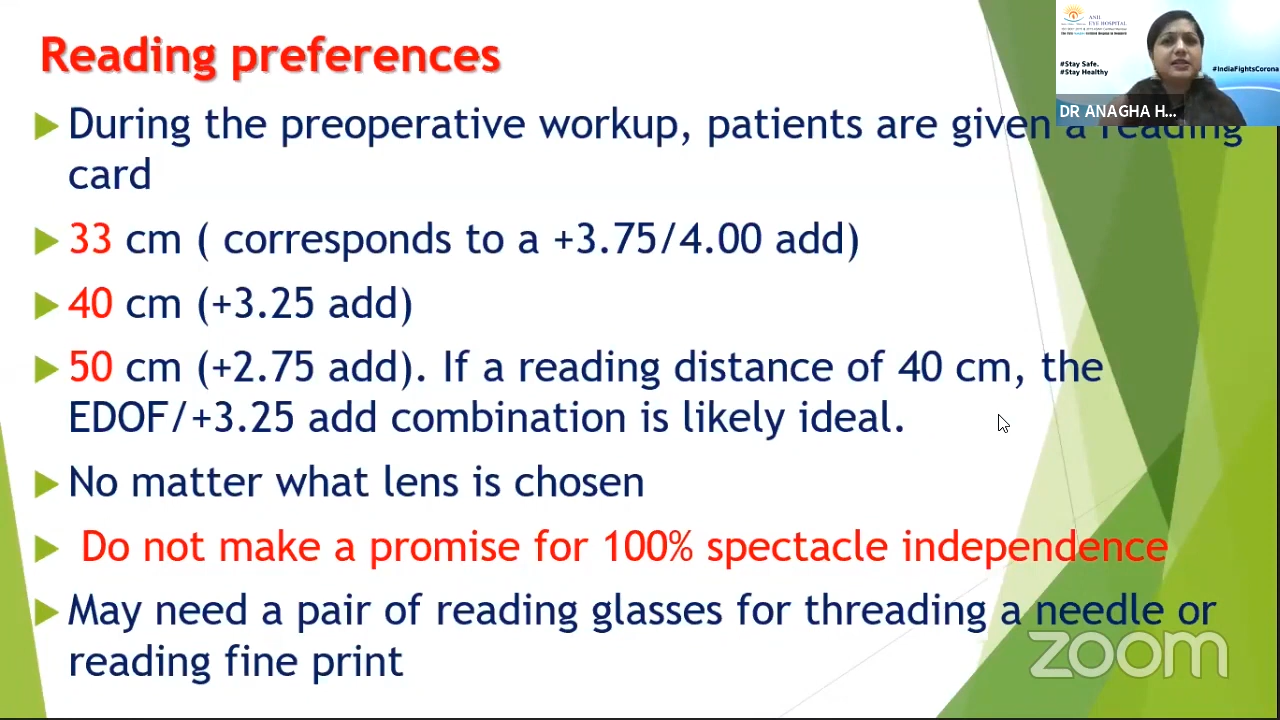 Reading preferences
During the preoperative workup, patients are given a reading
card
33 cm ( corresponds to a +3.75/4.00 add)
40 cm (+3.25 add)
50 cm (+2.75 add). If a reading distance of 40 cm, the
EDOF/+3.25 add combination is likely ideal.
No matter what lens is chosen
Do not make a promise for 100% spectacle independence
May need a pair of reading glasses for threading a needle or
reading fine print
ANIL
EYE HOSPITAL
#Stay Safe.
#Stay Healthy
#IndiaFightsCorona
DR ANAGHA H...
zoom